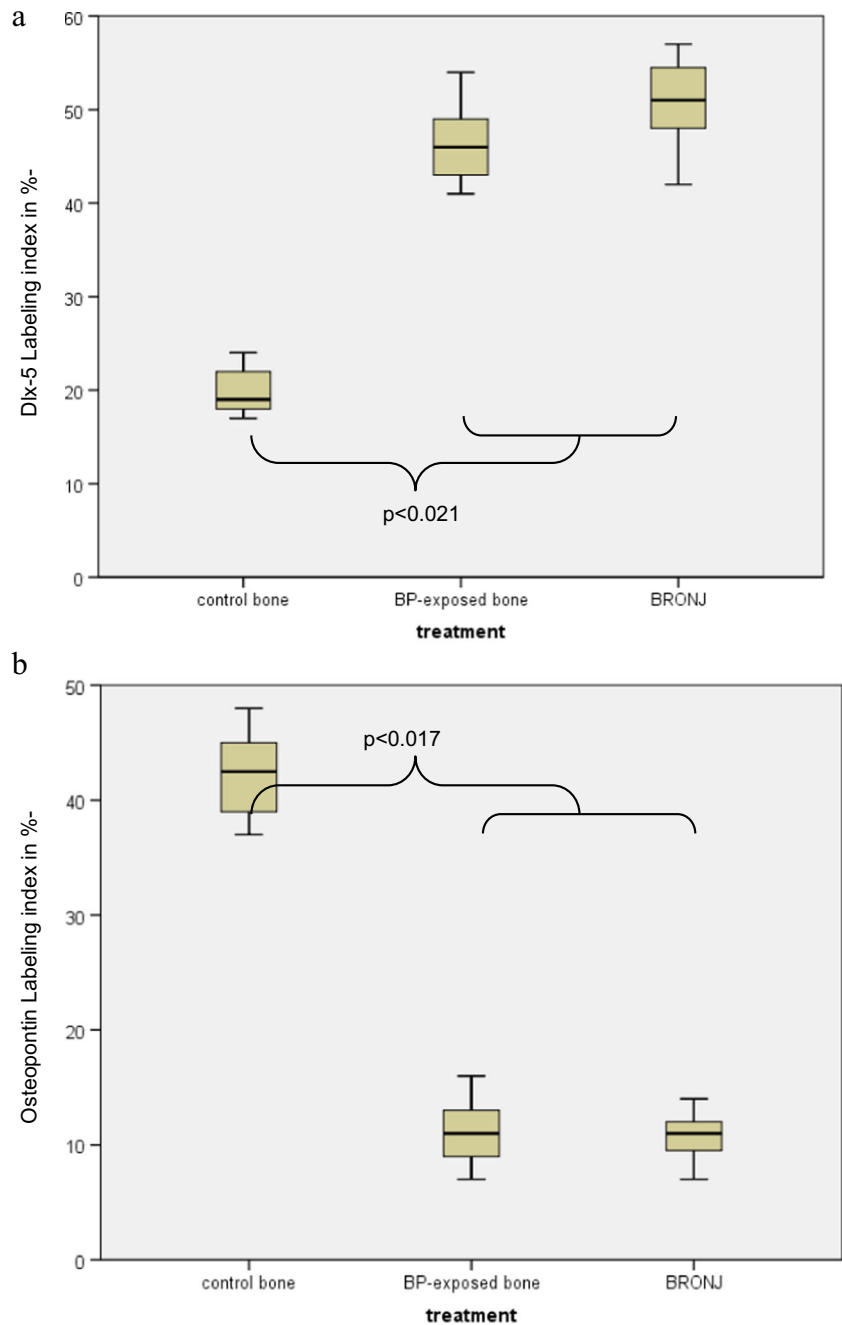 a
60
50
40
30
20
10
0
Dlx-5 Labeling index in %-
p<0.021
control bone BP-exposed bone BRONJ
treatment
b
50
40
30
20
10
0
Osteopontin Labeling index in %-
p<0.017
control bone BP-exposed bone BRONJ
treatment